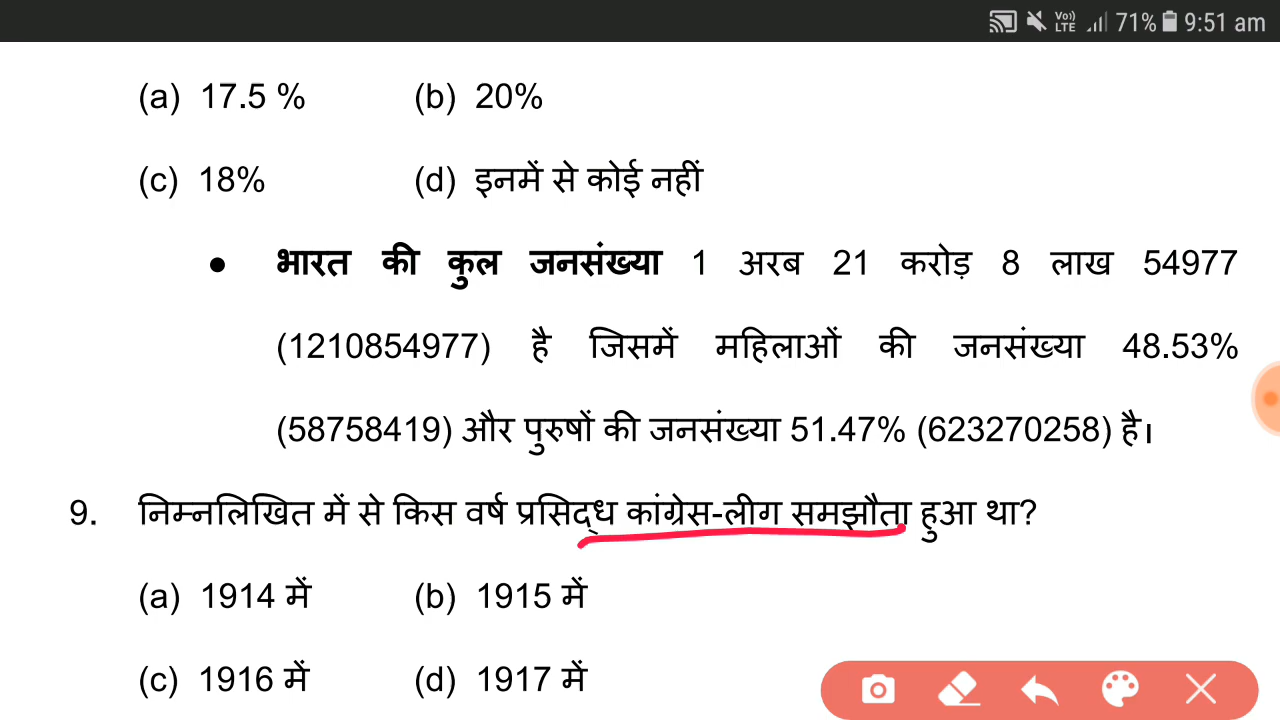 Vo) LTE 71% 9:51 am
(a) 17.5 % (b) 20%
(c) 18% (d) इनमें से कोई नहीं
● भारत की कुल जनसंख्या 1 अरब 21 करोड़ 8 लाख 54977
(1210854977) है जिसमें महिलाओं की जनसंख्या 48.53%
(58758419) और पुरुषों की जनसंख्या 51.47% (623270258) है।
9. निम्नलिखित में से किस वर्ष प्रसिद्ध कांग्रेस-लीग समझौता हुआ था?
(a) 1914 में (b) 1915 में
(c) 1916 में (d) 1917 में